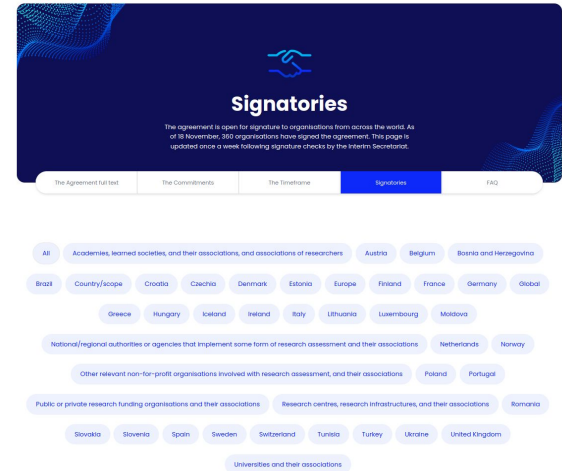 Signatories
The agreement is open for signature to organisations from across the world. As
of 18 November, 360 organisations have signed the agreement. This page is
updated once a week following signature checks by the Interim Secretariat.
The Agreement full text The Commitments The Timeframe Signatories FAQ
All Academies, learned societies, and their associations, and associations of researchers Austria Belgium Bosnia and Herzegovina
Brazil Country/scope Croatia Czechia Denmark Estonia Europe Finland France Germany Global
Greece Hungary Iceland Ireland Italy Lithuania Luxembourg Moldova
National/regional authorities or agencies that implement some form of research assessment and their associations Netherlands Norway
Other relevant non-for-profit organisations involved with research assessment, and their associations Poland Portugal
Public or private research funding organisations and their associations Research centres, research infrastructures, and their associations Romania
Slovakia Slovenia Spain Sweden Switzerland Tunisia Turkey Ukraine United Kingdom
Universities and their associations